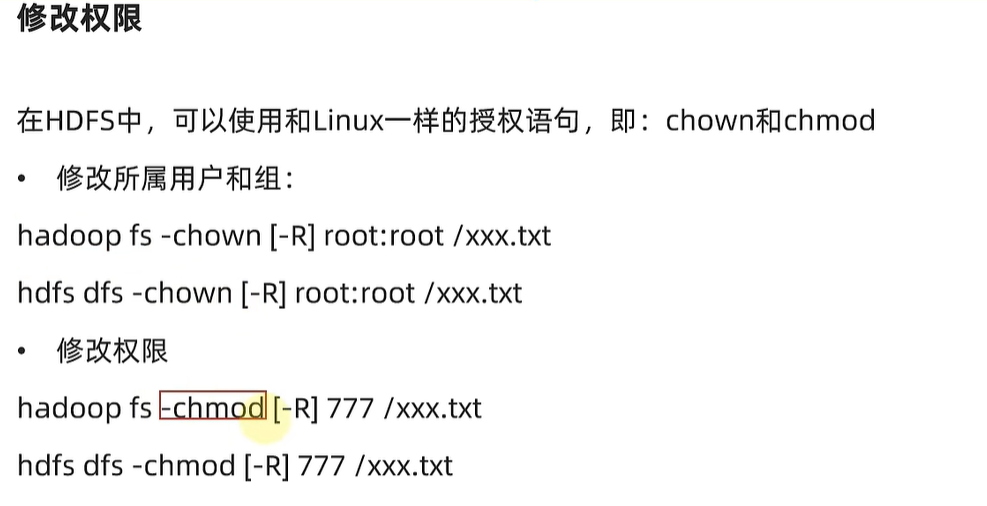 修改权限
在HDFS中，可以使用和Linux一样的授权语句，即：chown和chmod
• 修改所属用户和组：
hadoop fs -chown [-R] root:root /xxx.txt
hdfs dfs -chown [-R] root:root /xxx.txt
• 修改权限
hadoop fs -chmod [-R] 777 /xxx.txt
hdfs dfs -chmod [-R] 777 /xxx.txt